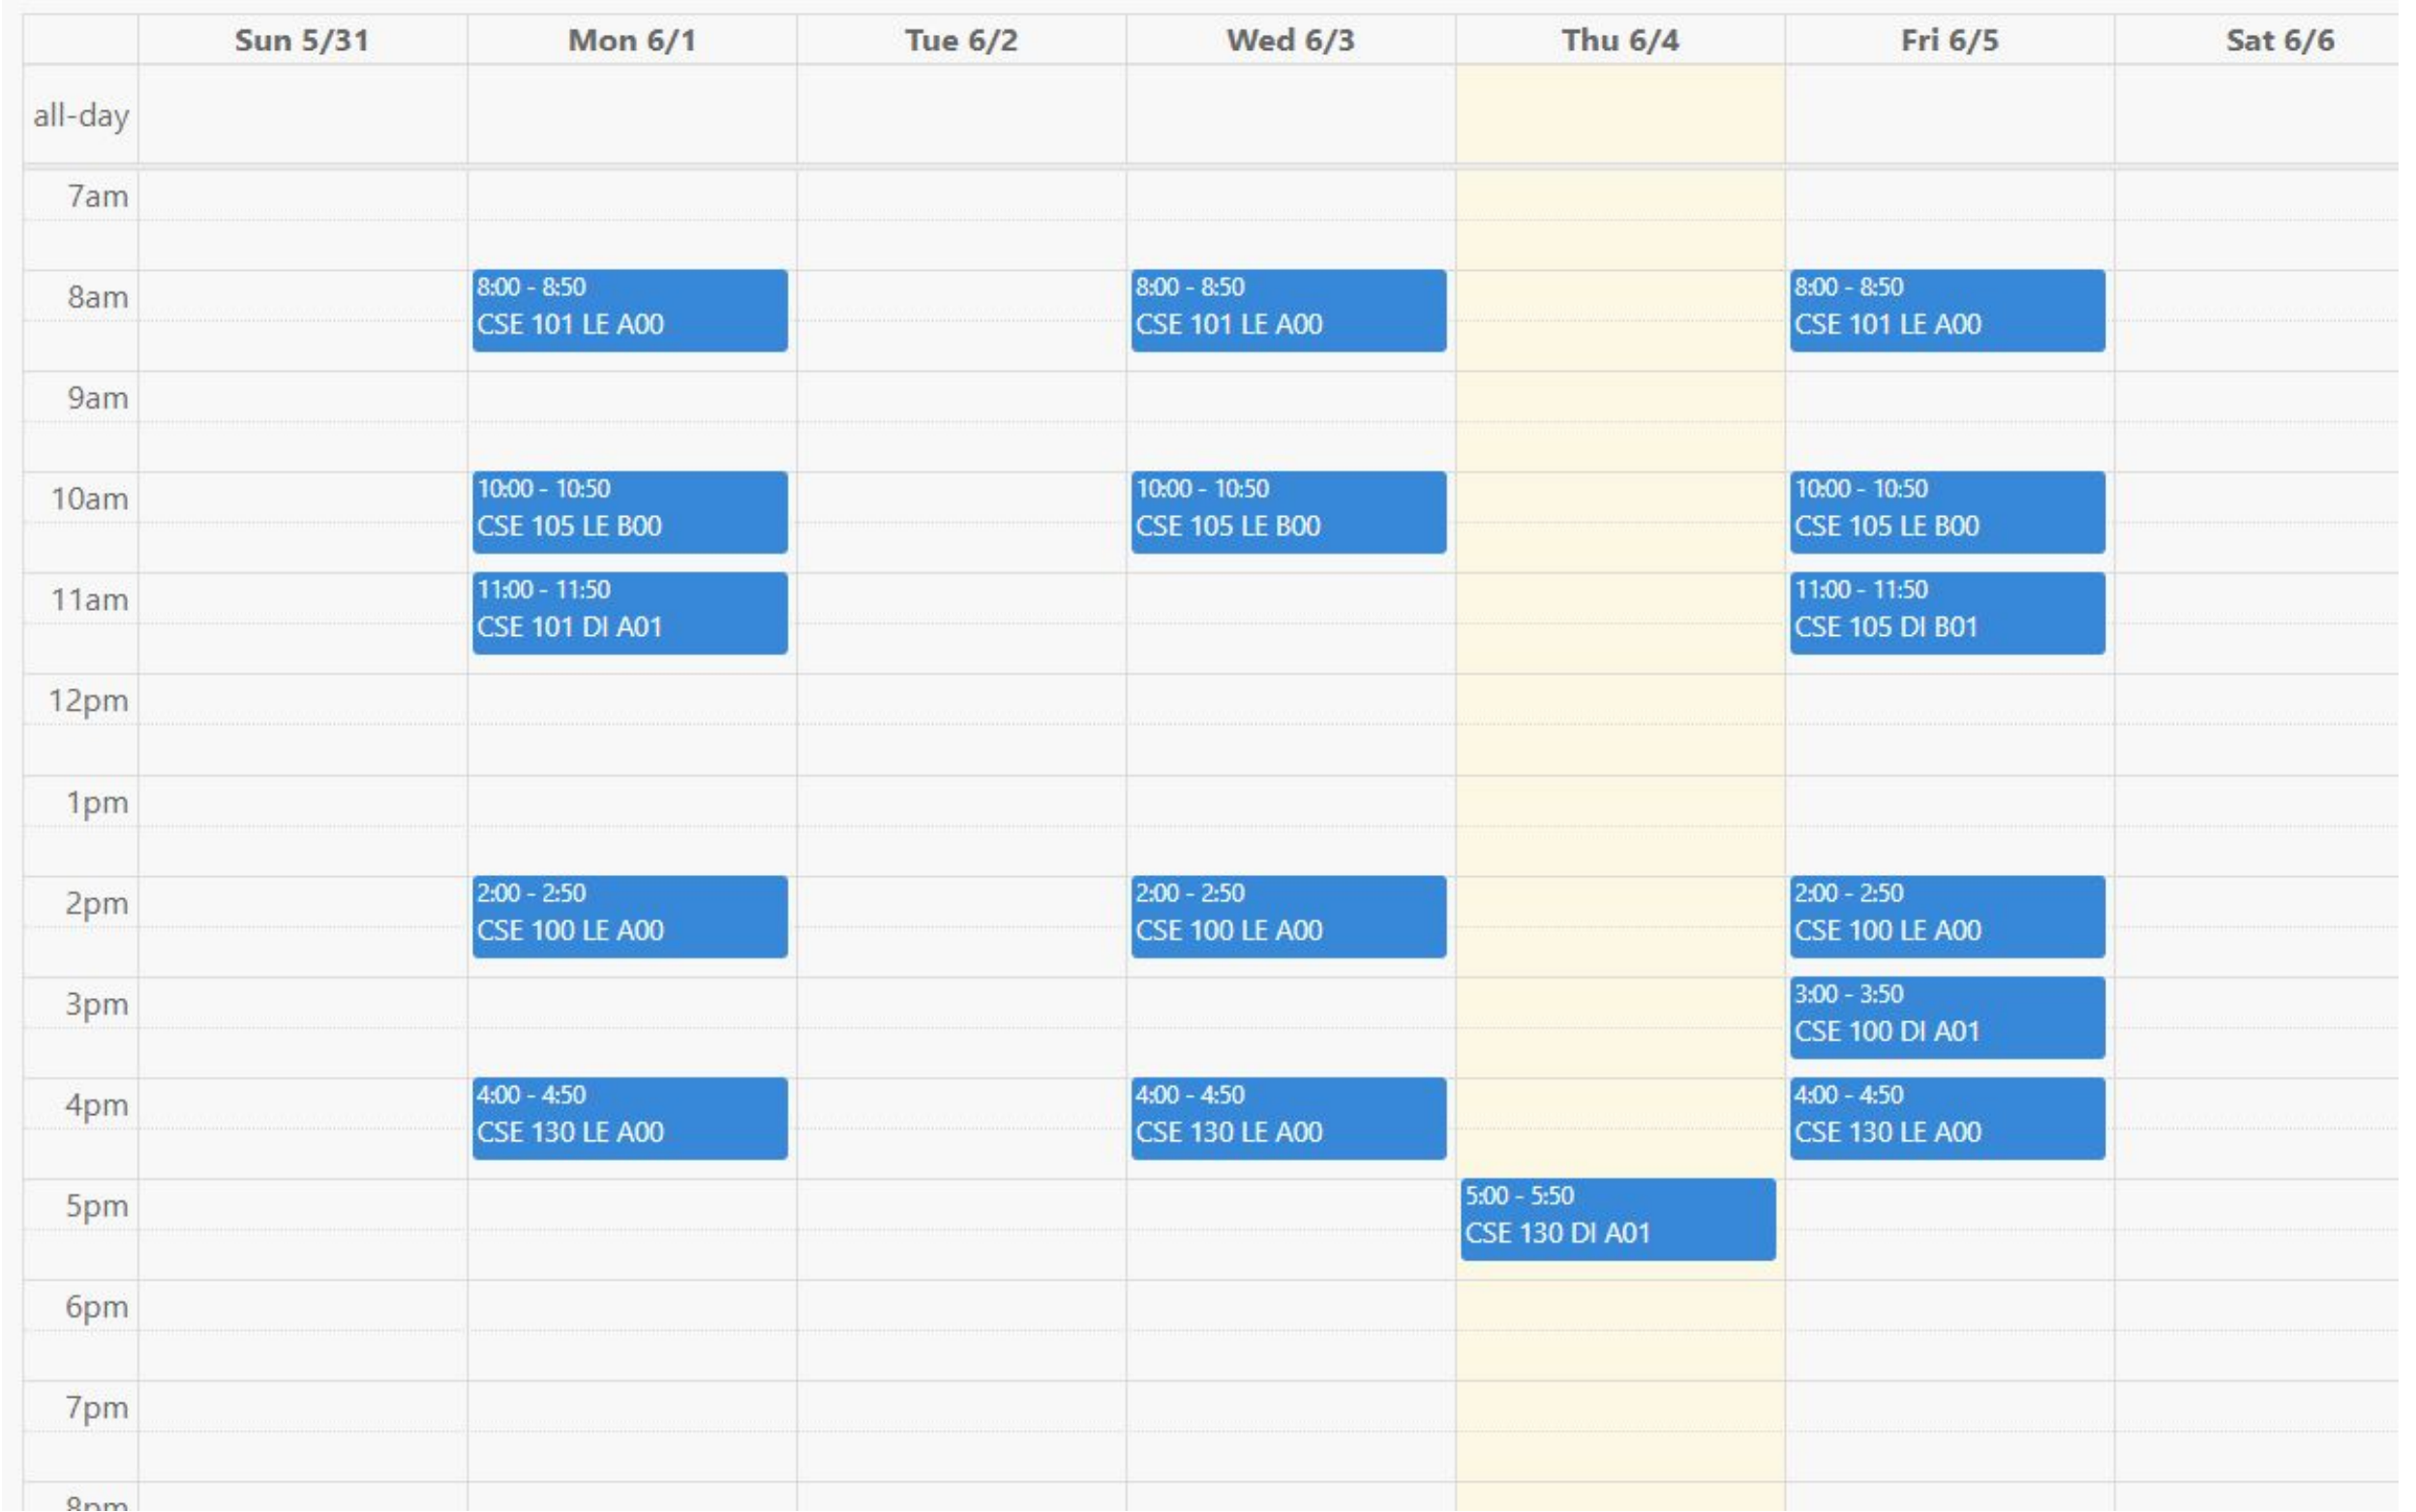 Sun 5/31 Mon 6/1 Tue 6/2 Wed 6/3 Thu 6/4 Fri 6/5 Sat 6/6
all-day
7am
8am
8:00 - 8:50
CSE 101 LE A00
8:00 - 8:50
CSE 101 LE A00
8:00 - 8:50
CSE 101 LE A00
9am
10am
10:00 - 10:50
CSE 105 LE B00
10:00 - 10:50
CSE 105 LE B00
10:00 - 10:50
CSE 105 LE B00
11am
11:00 - 11:50
CSE 101 DI A01
11:00 - 11:50
CSE 105 DI B01
12pm
1pm
2pm
2:00 - 2:50
CSE 100 LE A00
2:00 - 2:50
CSE 100 LE A00
2:00 - 2:50
CSE 100 LE A00
3pm
3:00 - 3:50
CSE 100 DI A01
4pm
4:00 - 4:50
CSE 130 LE A00
4:00 - 4:50
CSE 130 LE A00
4:00 - 4:50
CSE 130 LE A00
5pm
5:00 - 5:50
CSE 130 DI A01
6pm
7pm
8pm